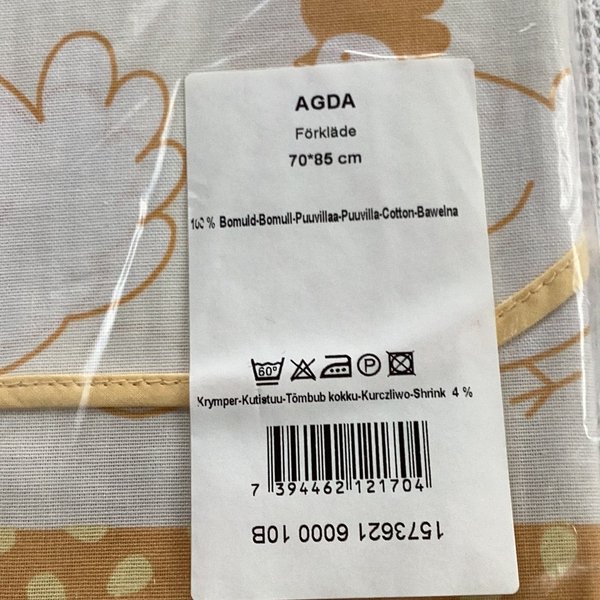 AGDA
Förkläde
70*85 cm
100 % Bomuld-Bomull-Puuvillaa-Puuvilla-Cotton-Bawelna
60°
P
Krymper-Kutistuu-Tõmbub kokku-Kurczliwo-Shrink 4 %
7 394462 121704
1573621 6000 10B